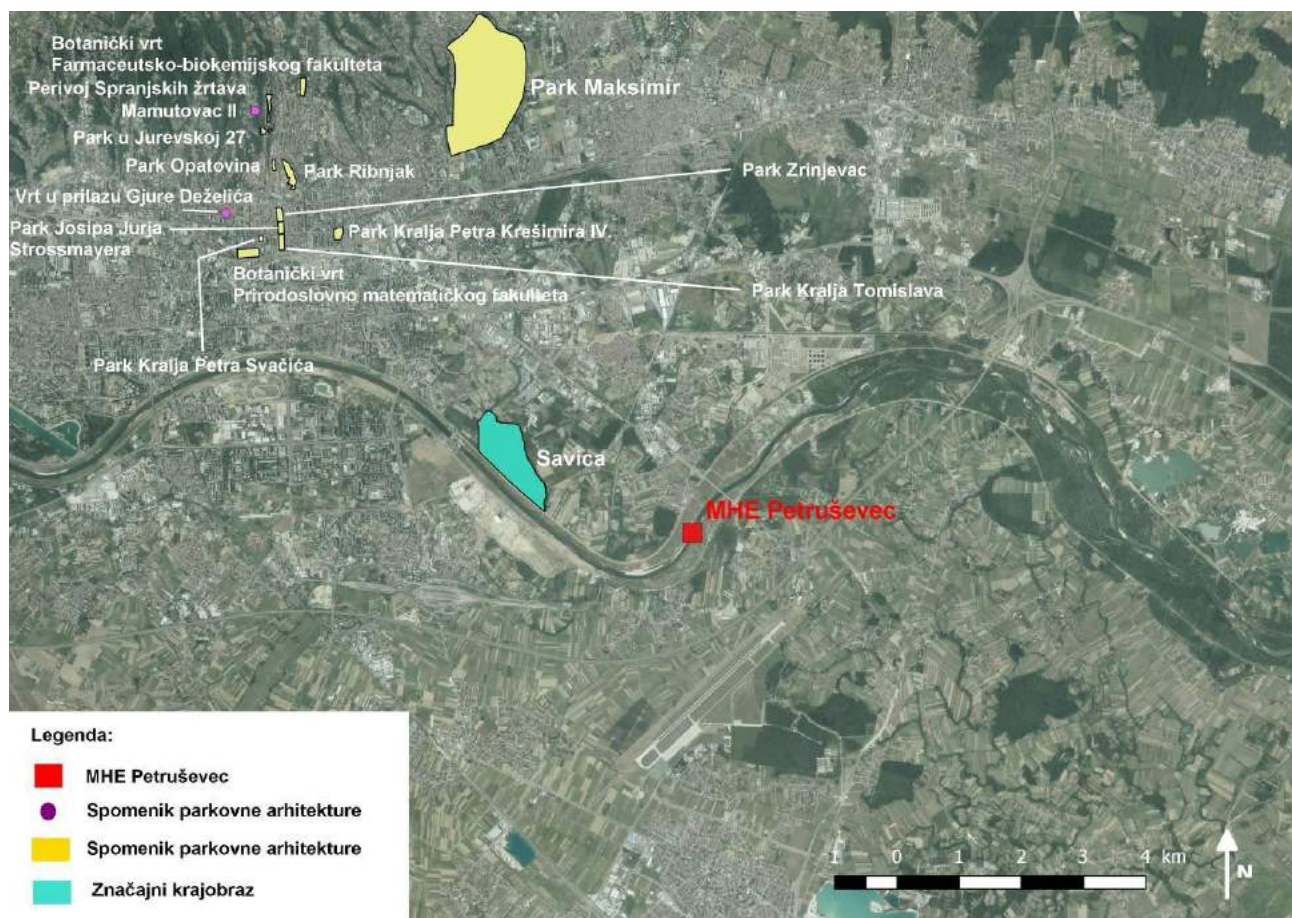 Botanički vrt
Farmaceutsko-biokemijskog fakulteta
Perivoj Spranjskih žrtava
Mamutovac II
Park u Jurevskoj 27
Park Opatovina
Park Ribnjak
Park Maksimir
Vrt u prilazu Gjure Deželića
Park Zrinjevac
Park Josipa Jurja
Strossmayera
Park Kralja Petra Krešimira IV.
Botanički vrt
Prirodoslovno matematičkog fakulteta
Park Kralja Tomislava
Park Kralja Petra Svačića
Savica
MHE Petruševec
Legenda:
MHE Petruševec
Spomenik parkovne arhitekture
Spomenik parkovne arhitekture
Značajni krajobraz
1 0 1 2 3 4 km
N